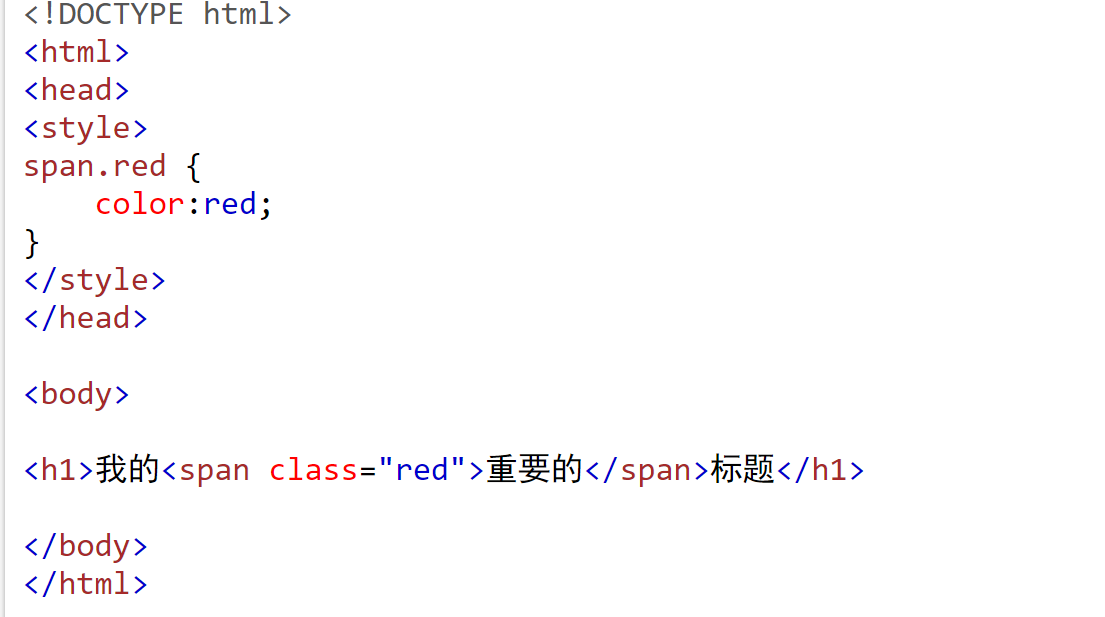 <!DOCTYPE html>
<html>
<head>
<style>
span.red {
    color:red;
}
</style>
</head>

<body>

<h1>我的<span class="red">重要的</span>标题</h1>

</body>
</html>